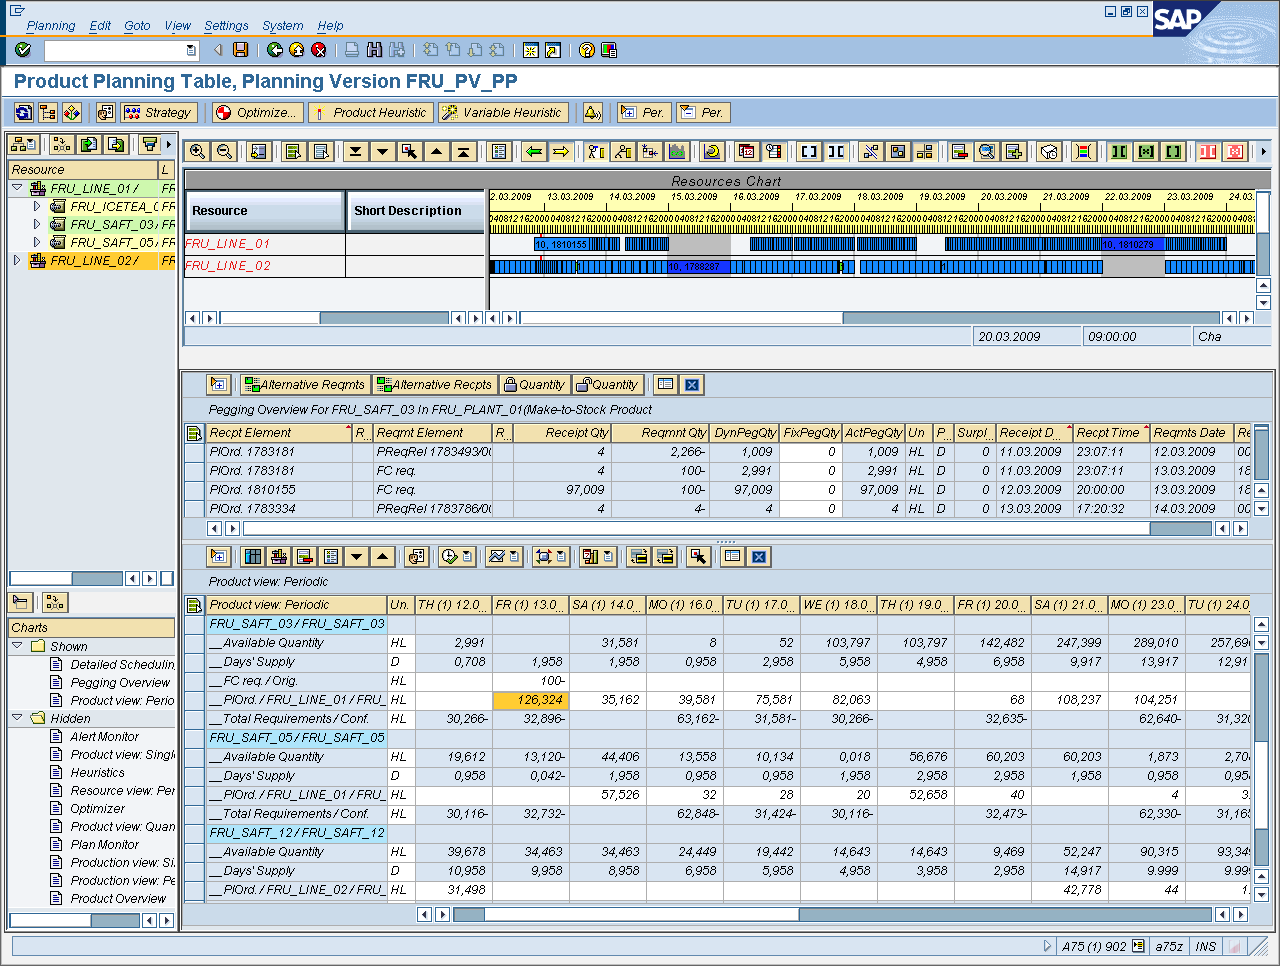 Planning Edit Goto View Settings System Help
SAP
Product Planning Table, Planning Version FRU_PV_PP
Strategy Optimize... Product Heuristic Variable Heuristic Per. Per.
Resource L
FRU_LINE_01/ FR
FRU_ICETEA_ FR
FRU_SAFT_03/ FR
FRU_SAFT_05/ FR
FRU_LINE_02/ FR
Resources Chart
Resource Short Description
2.03.2009 13.03.2009 14.03.2009 15.03.2009 16.03.2009 17.03.2009 18.03.2009 19.03.2009 20.03.2009 21.03.2009 22.03.2009 23.03.2009 24.03
FRU_LINE_01 10, 1810155 10, 1810279
FRU_LINE_02 10, 1788297
20.03.2009 09:00:00 Cha
Alternative Reqmts Alternative Recpts Quantity Quantity
Pegging Overview For FRU_SAFT_03 In FRU_PLANT_01(Make-to-Stock Product
Recpt Element R... Reqmt Element R... Receipt Qty Reqmnt Qty DynPegQty FixPegQty ActPegQty Un P... Surpl... Receipt D... Recpt Time Reqmts Date Re
PlOrd. 1783181 PReqRel 1783493/00 4 2,266- 1,009 0 1,009 HL D 0 11.03.2009 23:07:11 12.03.2009 00
PlOrd. 1783181 FC req. 4 100- 2,991 0 2,991 HL D 0 11.03.2009 23:07:11 13.03.2009 18
PlOrd. 1810155 FC req. 97,009 100- 97,009 0 97,009 HL D 0 12.03.2009 20:00:00 13.03.2009 18
PlOrd. 1783334 PReqRel 1783786/00 4 4- 4 0 4 HL D 0 13.03.2009 17:20:32 14.03.2009 00
Product view: Periodic
Product view: Periodic Un. TH (1) 12.0... FR (1) 13.0... SA (1) 14.0... MO (1) 16.0... TU (1) 17.0... WE (1) 18.0... TH (1) 19.0... FR (1) 20.0... SA (1) 21.0... MO (1) 23.0... TU (1) 24.0
FRU_SAFT_03 / FRU_SAFT_03
__Available Quantity HL 2,991 31,581 8 52 103,797 103,797 142,482 247,399 289,010 257,69
__Days' Supply D 0,708 1,958 1,958 0,958 2,958 5,958 4,958 6,958 9,917 13,917 12,91
__FC req. / Orig. HL 100-
__PlOrd. / FRU_LINE_01 / FRU_ HL 126,324 35,162 39,581 75,581 82,063 68 108,237 104,251
__Total Requirements / Conf. HL 30,266- 32,896- 63,162- 31,581- 30,266- 32,635- 62,640- 31,320
FRU_SAFT_05 / FRU_SAFT_05
__Available Quantity HL 19,612 13,120- 44,406 13,558 10,134 0,018 56,676 60,203 60,203 1,873 2,70
__Days' Supply D 0,958 0,042- 1,958 0,958 0,958 1,958 2,958 2,958 1,958 0,958 0,95
__PlOrd. / FRU_LINE_01 / FRU_ HL 57,526 32 28 20 52,658 40 4 3
__Total Requirements / Conf. HL 30,116- 32,732- 62,848- 31,424- 30,116- 32,473- 62,330- 31,16
FRU_SAFT_12 / FRU_SAFT_12
__Available Quantity HL 39,678 34,463 34,463 24,449 19,442 14,643 14,643 9,469 52,247 90,315 93,34
__Days' Supply D 10,958 9,958 8,958 6,958 5,958 4,958 3,958 2,958 14,917 9.999 9.99
__PlOrd. / FRU_LINE_02 / FRU_ HL 31,498 42,778 44 1
Charts
Shown
Detailed Schedulin
Pegging Overview
Product view: Perio
Hidden
Alert Monitor
Product view: Singl
Heuristics
Resource view: Per
Optimizer
Product view: Quan
Plan Monitor
Production view: Si
Production view: Pe
Product Overview
A75 (1) 902 a75z INS